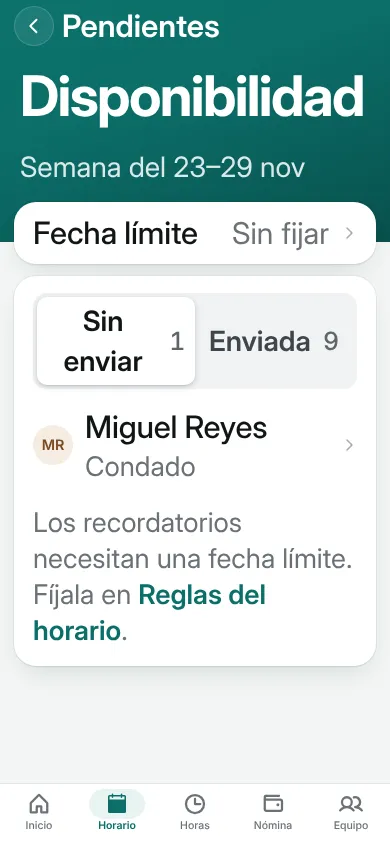 Pendientes
Disponibilidad
Semana del 23–29 nov
Fecha límite Sin fijar
Sin enviar 1 Enviada 9
MR Miguel Reyes
Condado
Los recordatorios
necesitan una fecha límite.
Fíjala en Reglas del
horario.
Inicio Horario Horas Nómina Equipo